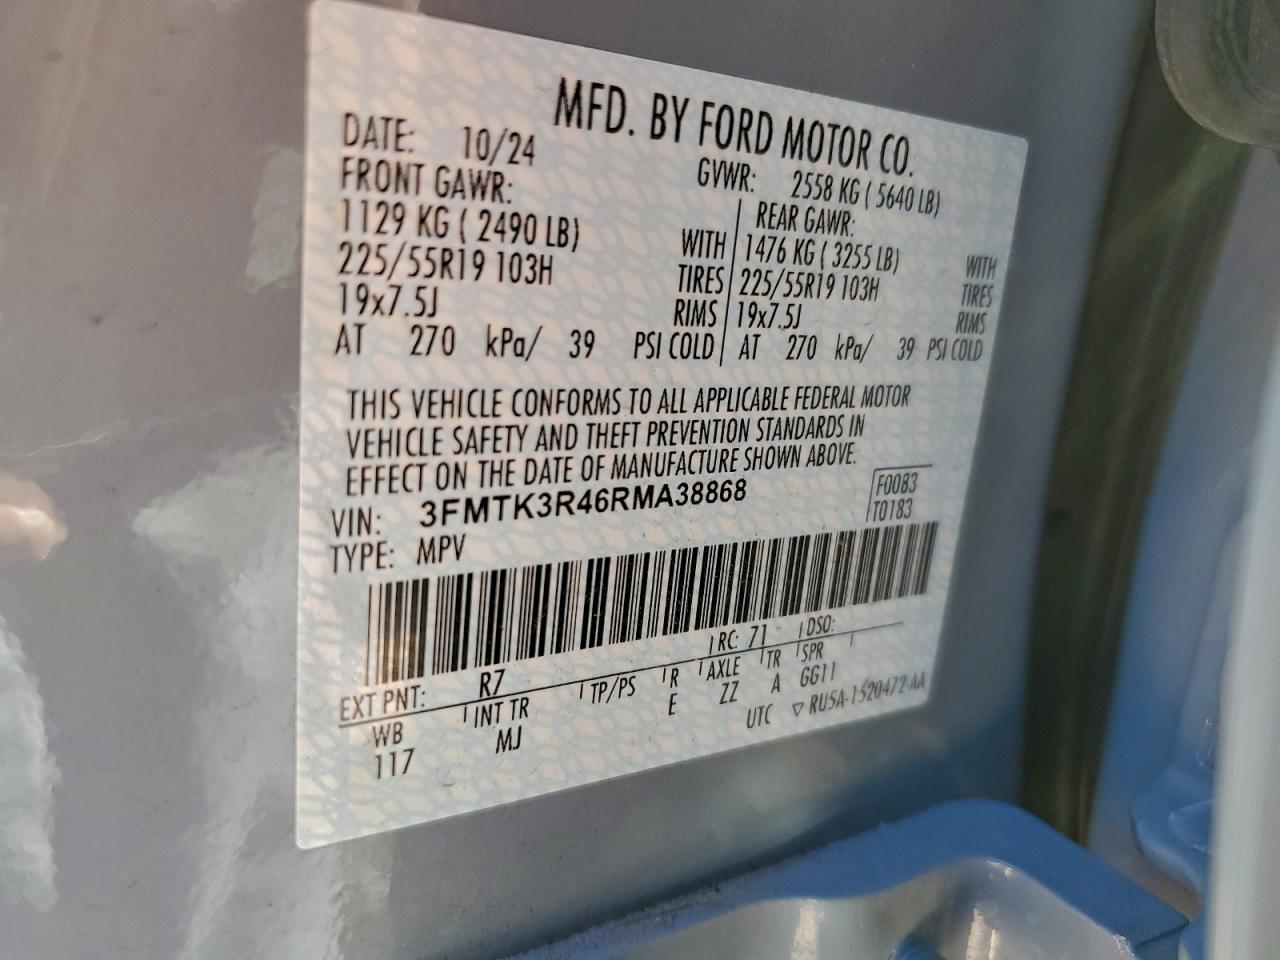 MFD. BY FORD MOTOR CO.
DATE: 10/24 GVWR: 2558 KG ( 5640 LB)
FRONT GAWR: REAR GAWR:
1129 KG ( 2490 LB) WITH 1476 KG ( 3255 LB) WITH
225/55R19 103H TIRES 225/55R19 103H TIRES
19x7.5J RIMS 19x7.5J RIMS
AT 270 kPa/ 39 PSI COLD AT 270 kPa/ 39 PSI COLD
THIS VEHICLE CONFORMS TO ALL APPLICABLE FEDERAL MOTOR
VEHICLE SAFETY AND THEFT PREVENTION STANDARDS IN
EFFECT ON THE DATE OF MANUFACTURE SHOWN ABOVE.
VIN: 3FMTK3R46RMA38868 F0083
TYPE: MPV T0183
EXT PNT: R7 RC: 71 DSO:
WB INT TR TP/PS R AXLE TR SPR
117 MJ E ZZ A GG11
UTC ▽ RU5A-1520472-AA